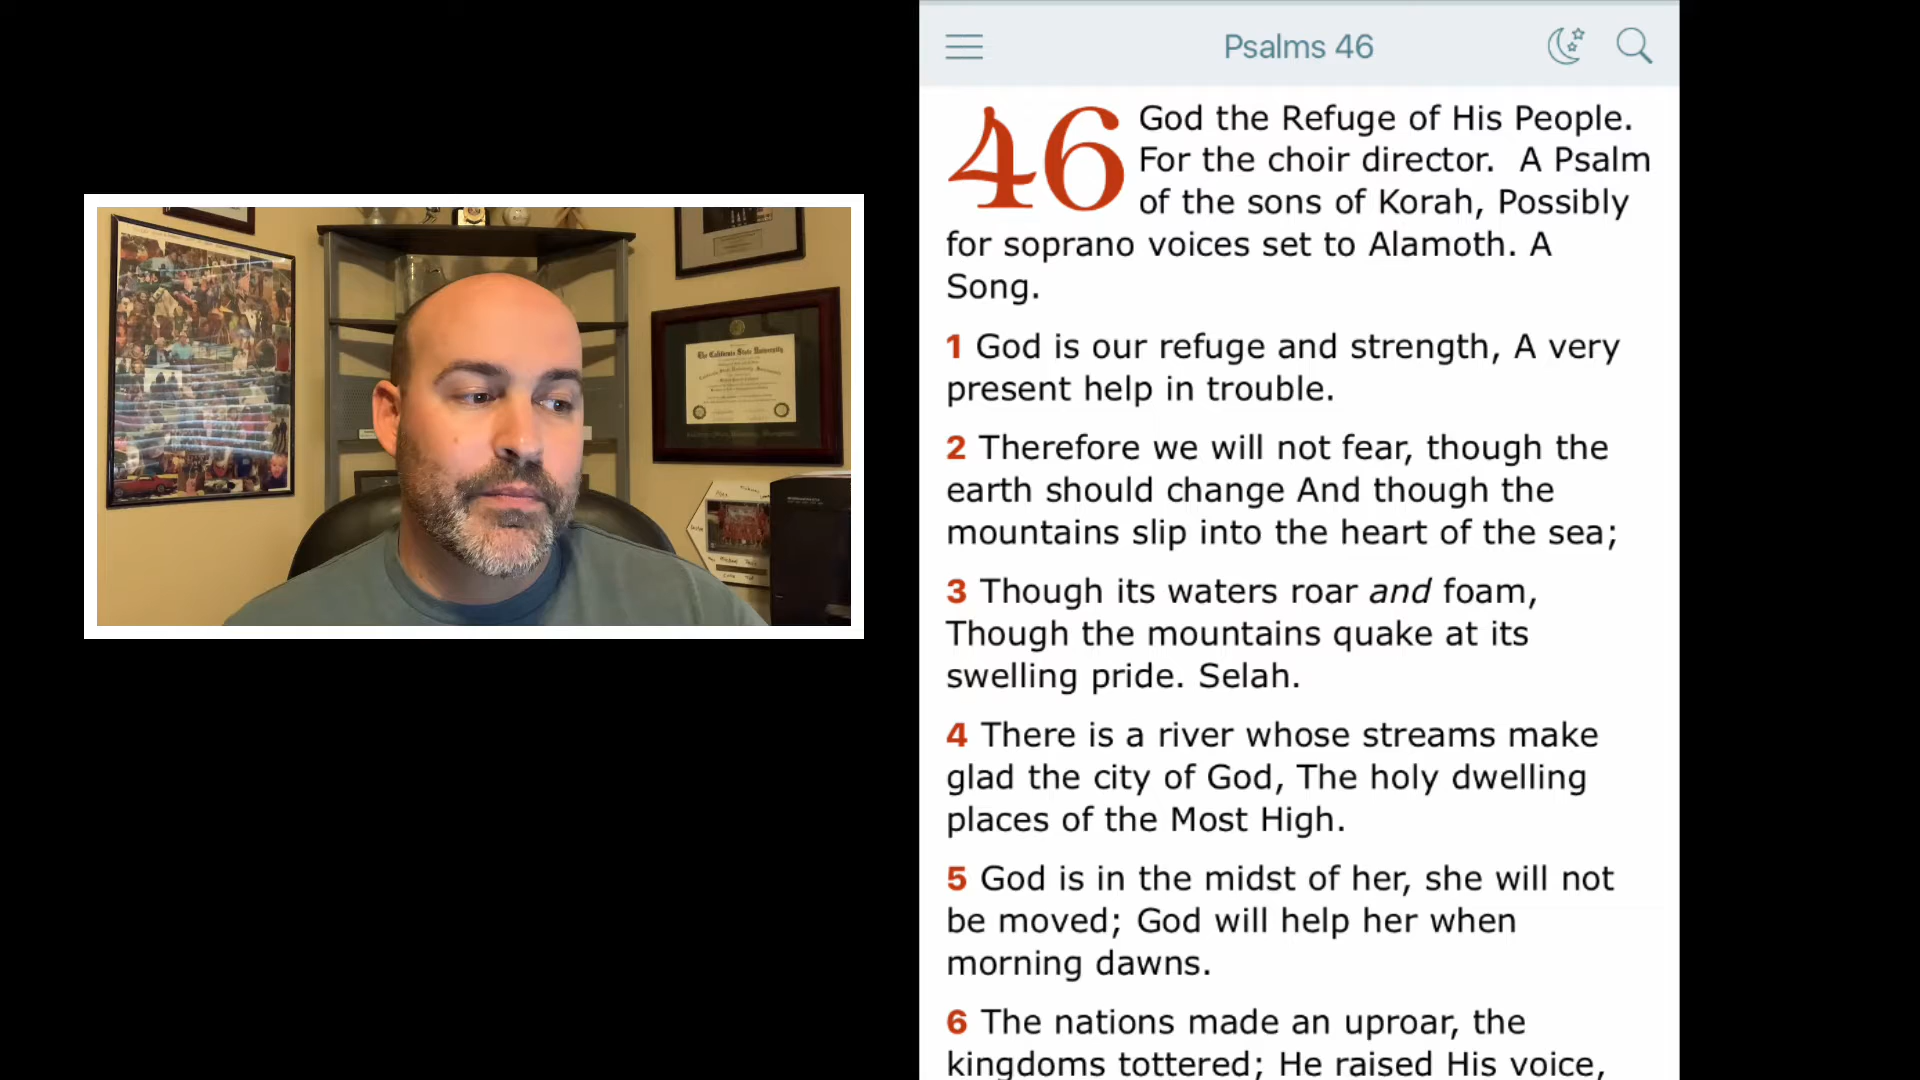 Psalms 46
46 God the Refuge of His People.
For the choir director. A Psalm
of the sons of Korah, Possibly
for soprano voices set to Alamoth. A
Song.
1 God is our refuge and strength, A very
present help in trouble.
2 Therefore we will not fear, though the
earth should change And though the
mountains slip into the heart of the sea;
3 Though its waters roar and foam,
Though the mountains quake at its
swelling pride. Selah.
4 There is a river whose streams make
glad the city of God, The holy dwelling
places of the Most High.
5 God is in the midst of her, she will not
be moved; God will help her when
morning dawns.
6 The nations made an uproar, the
kingdoms tottered; He raised His voice,
The California State University